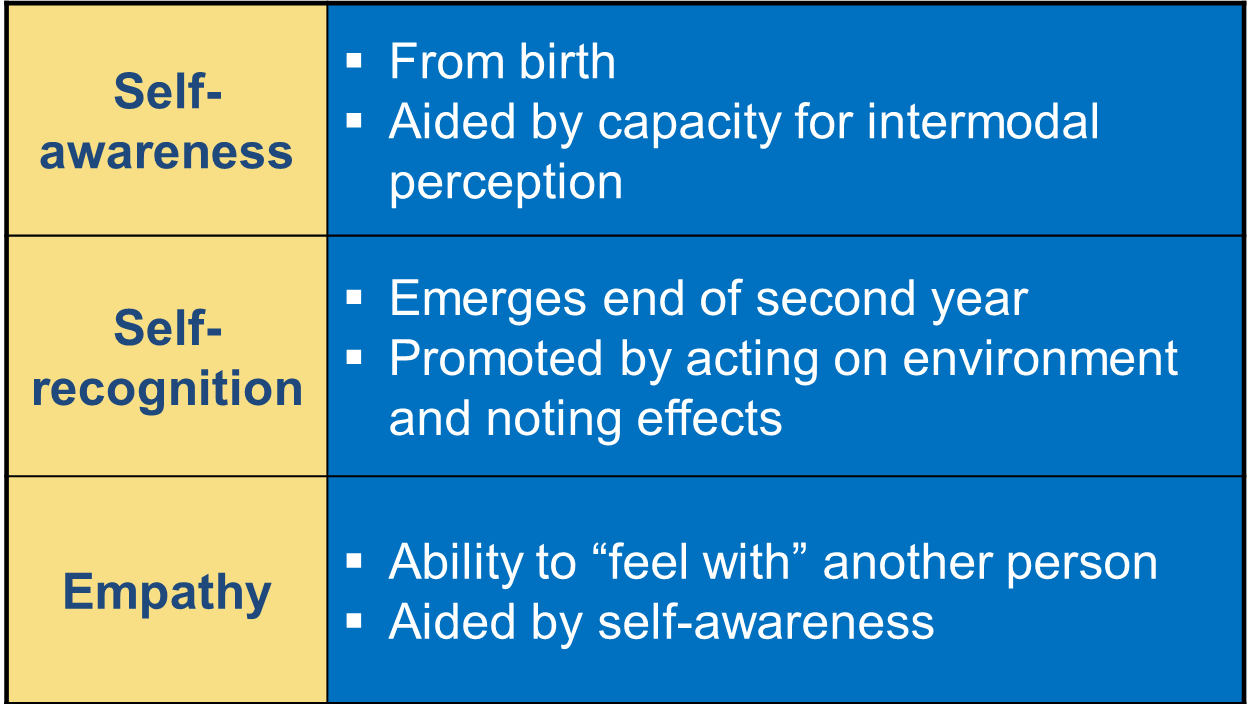 Self-
awareness
▪ From birth
▪ Aided by capacity for intermodal
perception
Self-
recognition
▪ Emerges end of second year
▪ Promoted by acting on environment
and noting effects
Empathy
▪ Ability to “feel with” another person
▪ Aided by self-awareness